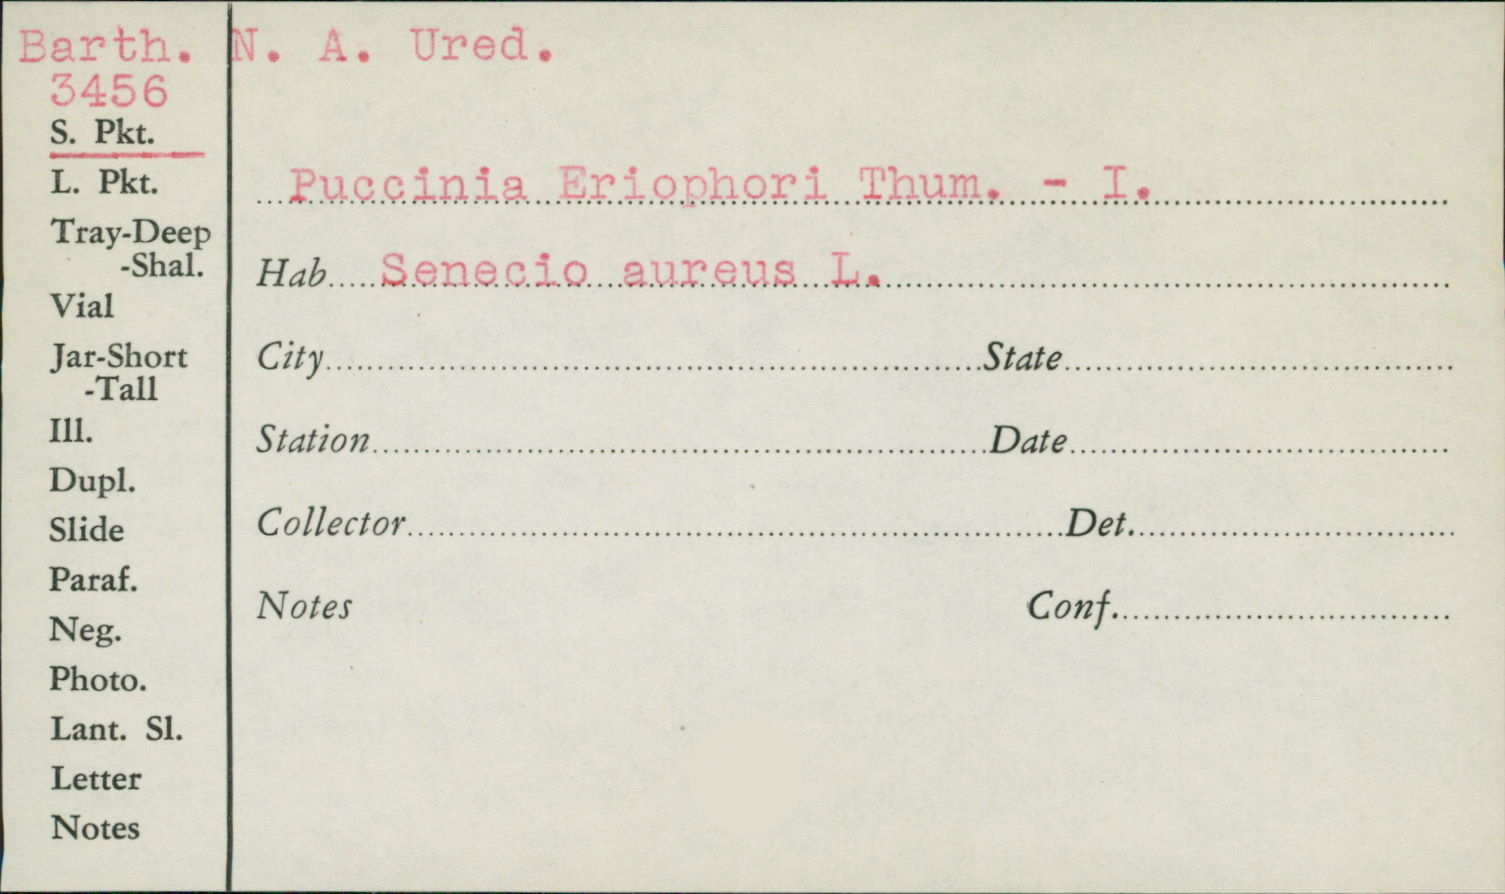 Barth. N. A. Ured.
3456
S. Pkt.
L. Pkt.
Tray-Deep
-Shal.
Vial
Jar-Short
-Tall
Ill.
Dupl.
Slide
Paraf.
Neg.
Photo.
Lant. Sl.
Letter
Notes
Puccinia Eriophori Thum. - I.
Hab. Senecio aureus L.
City State
Station Date
Collector Det.
Notes Conf.